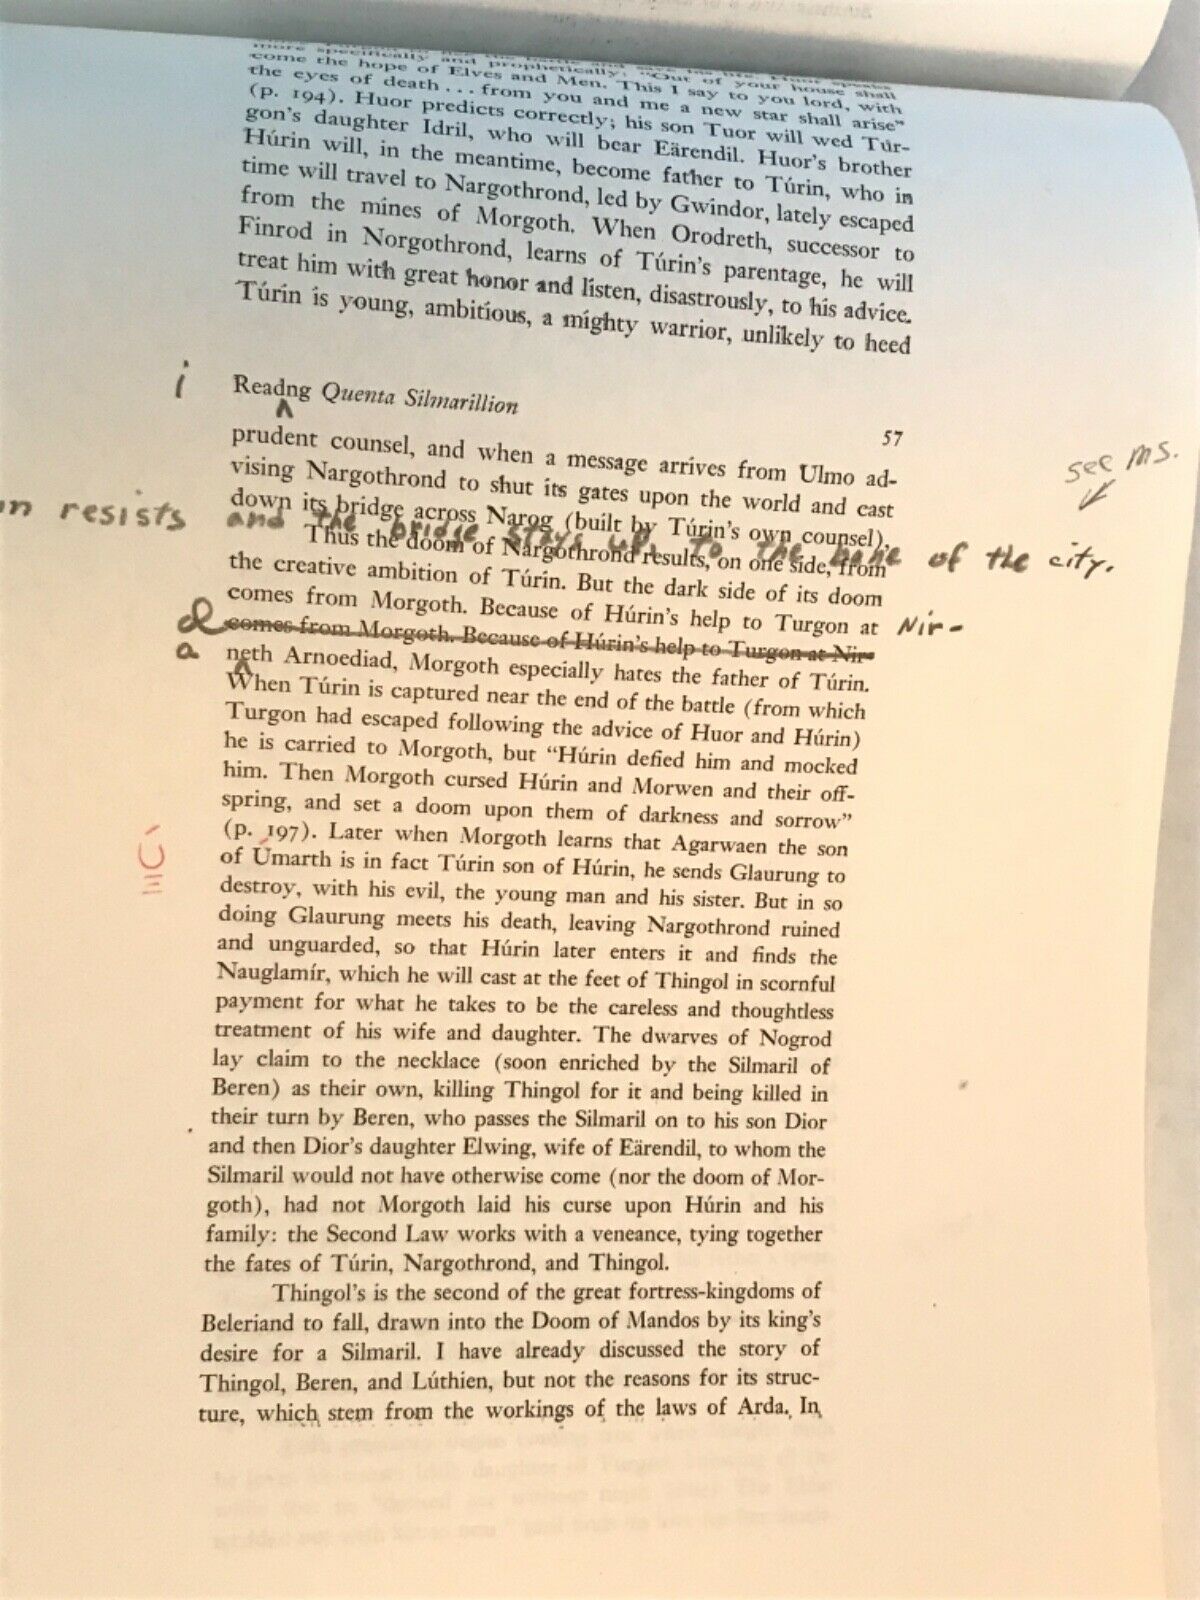 more specifically and prophetically: "Out of your house shall
come the hope of Elves and Men. This I say to you lord, with
the eyes of death . . . from you and me a new star shall arise"
(p. 194). Huor predicts correctly; his son Tuor will wed Tur-
gon's daughter Idril, who will bear Eärendil. Huor's brother
Húrin will, in the meantime, become father to Túrin, who in
time will travel to Nargothrond, led by Gwindor, lately escaped
from the mines of Morgoth. When Orodreth, successor to
Finrod in Norgothrond, learns of Túrin's parentage, he will
treat him with great honor and listen, disastrously, to his advice.
Túrin is young, ambitious, a mighty warrior, unlikely to heed
i
Readng Quenta Silmarillion
57
prudent counsel, and when a message arrives from Ulmo ad-
see ms.
vising Nargothrond to shut its gates upon the world and cast
down its bridge across Narog (built by Túrin's own counsel),
resists and the bridge stays up, to the bane of the city.
Thus the doom of Nargothrond results, on one side, from
the creative ambition of Túrin. But the dark side of its doom
comes from Morgoth. Because of Húrin's help to Turgon at Nir-
comes from Morgoth. Because of Húrin's help to Turgon at Nir-
a
neth Arnoediad, Morgoth especially hates the father of Túrin.
When Túrin is captured near the end of the battle (from which
Turgon had escaped following the advice of Huor and Húrin)
he is carried to Morgoth, but "Húrin defied him and mocked
him. Then Morgoth cursed Húrin and Morwen and their off-
spring, and set a doom upon them of darkness and sorrow"
(p. 197). Later when Morgoth learns that Agarwaen the son
of Umarth is in fact Túrin son of Húrin, he sends Glaurung to
destroy, with his evil, the young man and his sister. But in so
doing Glaurung meets his death, leaving Nargothrond ruined
and unguarded, so that Húrin later enters it and finds the
Nauglamír, which he will cast at the feet of Thingol in scornful
payment for what he takes to be the careless and thoughtless
treatment of his wife and daughter. The dwarves of Nogrod
lay claim to the necklace (soon enriched by the Silmaril of
Beren) as their own, killing Thingol for it and being killed in
their turn by Beren, who passes the Silmaril on to his son Dior
and then Dior's daughter Elwing, wife of Eärendil, to whom the
Silmaril would not have otherwise come (nor the doom of Mor-
goth), had not Morgoth laid his curse upon Húrin and his
family: the Second Law works with a veneance, tying together
the fates of Túrin, Nargothrond, and Thingol.
Thingol's is the second of the great fortress-kingdoms of
Beleriand to fall, drawn into the Doom of Mandos by its king's
desire for a Silmaril. I have already discussed the story of
Thingol, Beren, and Lúthien, but not the reasons for its struc-
ture, which stem from the workings of the laws of Arda. In